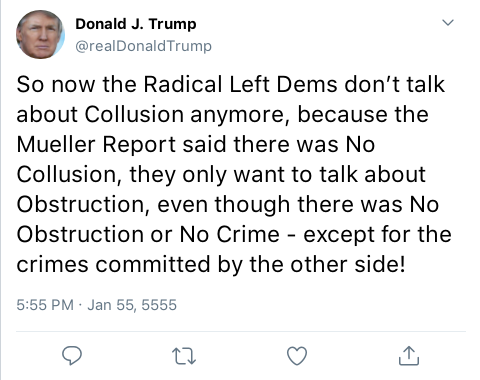 Donald J. Trump
@realDonaldTrump
So now the Radical Left Dems don’t talk
about Collusion anymore, because the
Mueller Report said there was No
Collusion, they only want to talk about
Obstruction, even though there was No
Obstruction or No Crime - except for the
crimes committed by the other side!
5:55 PM · Jan 55, 5555